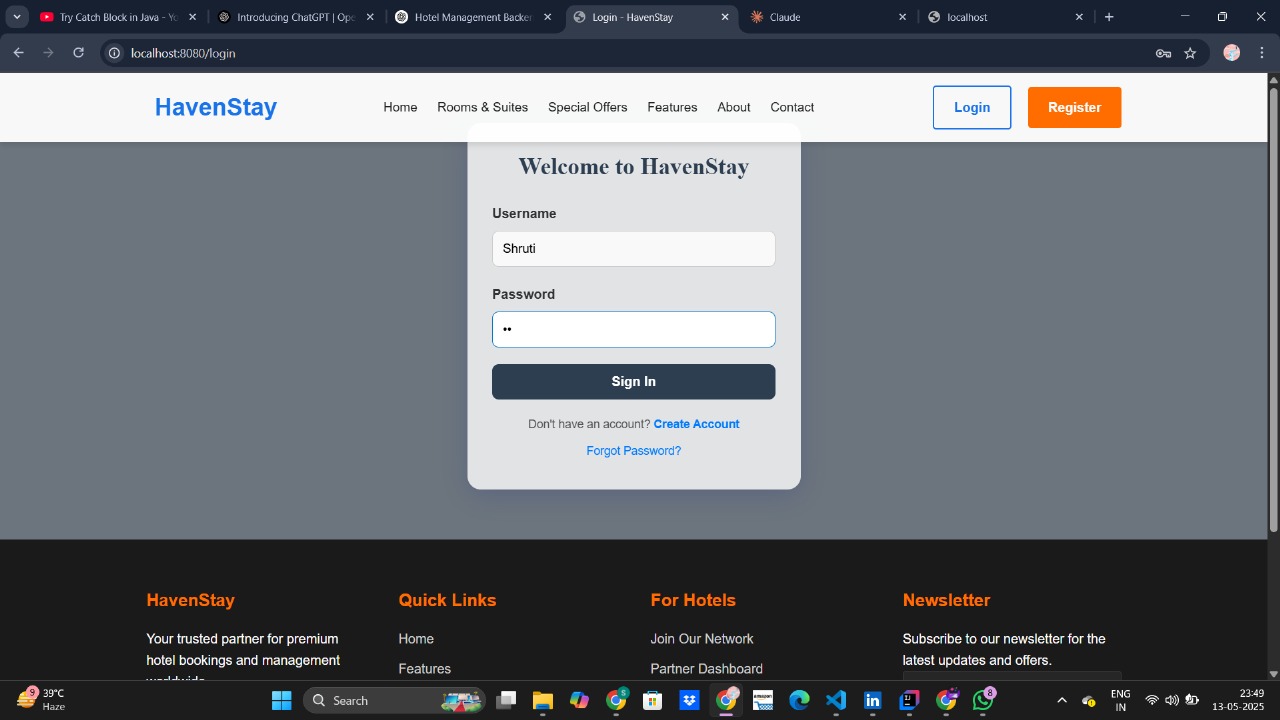 Try Catch Block in Java - Yo
Introducing ChatGPT | Ope
Hotel Management Backen
Login - HavenStay
Claude
localhost
localhost:8080/login
HavenStay
Home
Rooms & Suites
Special Offers
Features
About
Contact
Login
Register
Welcome to HavenStay
Username
Shruti
Password
••
Sign In
Don't have an account? Create Account
Forgot Password?
HavenStay
Your trusted partner for premium
hotel bookings and management
worldwide.
Quick Links
Home
Features
For Hotels
Join Our Network
Partner Dashboard
Newsletter
Subscribe to our newsletter for the
latest updates and offers.
9
39°C
Haze
Search
S
amazon
8
ENG
IN
23:49
13-05-2025